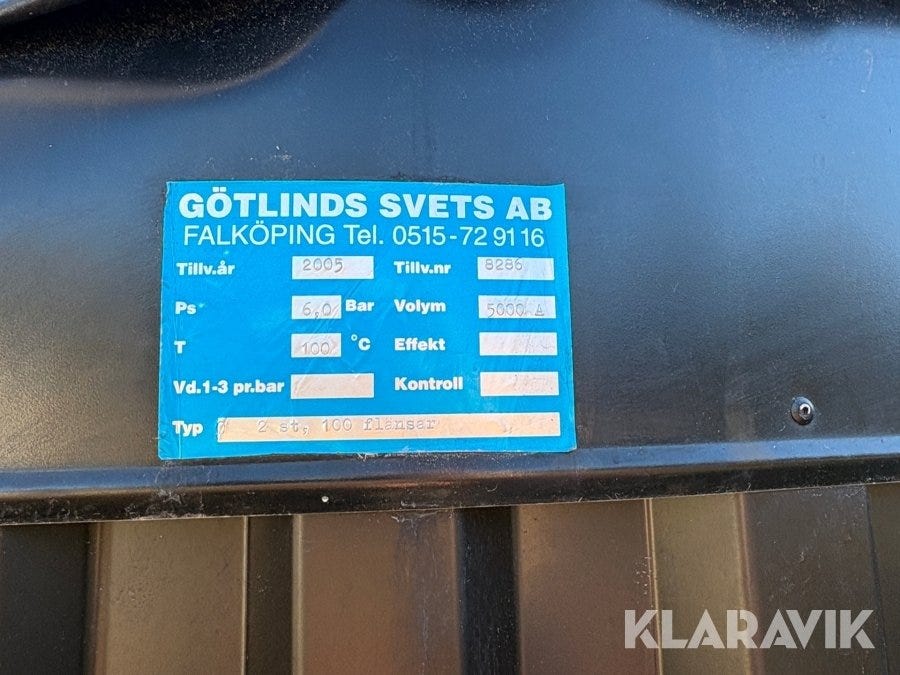 GÖTLINDS SVETS AB
FALKÖPING Tel. 0515-72 91 16
Tillv.år 2005 Tillv.nr 8286
Ps 6,0 Bar Volym 5000 A
T 100 °C Effekt
Vd.1-3 pr.bar Kontroll
Typ 2 st, 100 flänsar
KLARAVIK